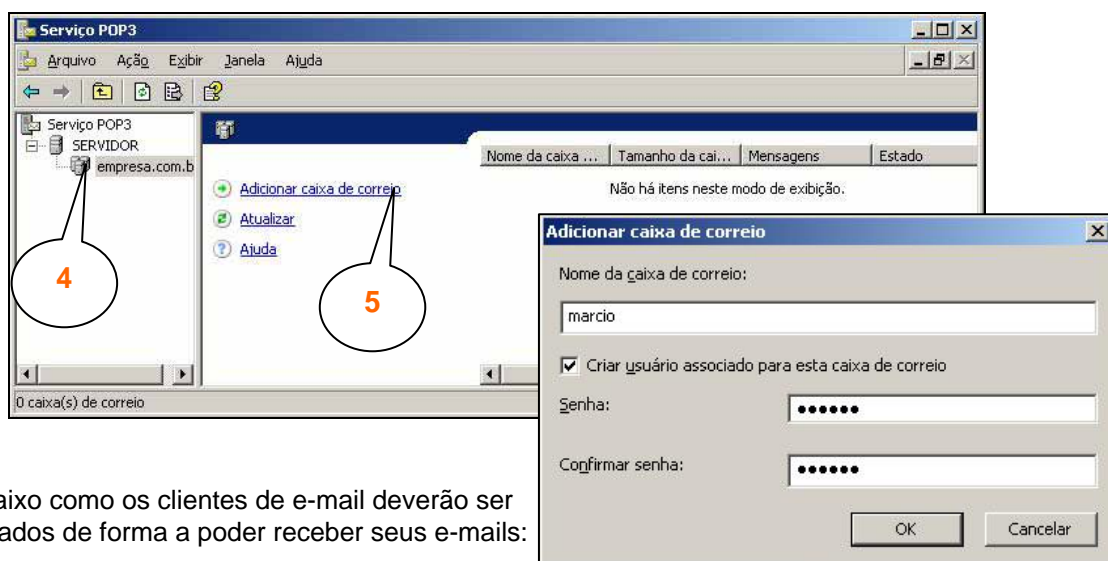 Serviço POP3
Arquivo Ação Exibir Janela Ajuda
Serviço POP3
SERVIDOR
empresa.com.b
Nome da caixa ... Tamanho da cai... Mensagens Estado
Adicionar caixa de correio
Não há itens neste modo de exibição.
Atualizar
Ajuda
4
5
0 caixa(s) de correio
Adicionar caixa de correio
Nome da caixa de correio:
marcio
Criar usuário associado para esta caixa de correio
Senha:
●●●●●●
Confirmar senha:
●●●●●●
OK Cancelar
aixo como os clientes de e-mail deverão ser
ados de forma a poder receber seus e-mails: